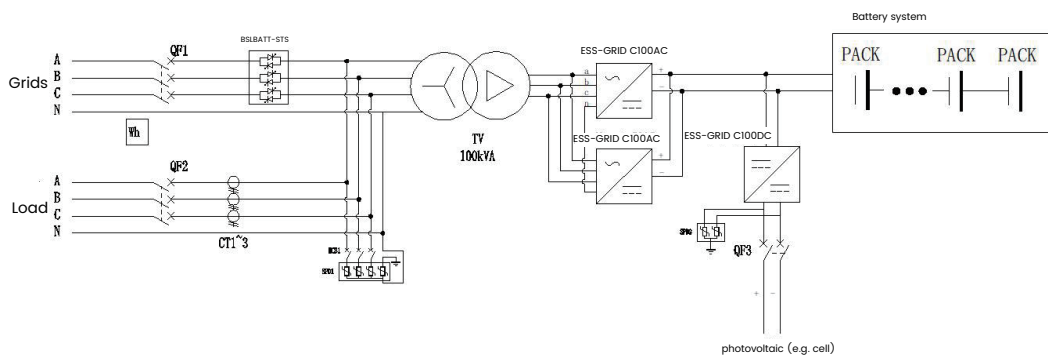 Battery system
QF1
BSLBATT-STS
ESS-GRID C100AC
PACK PACK PACK
A
B
C
N
Grids
a
b
c
n
+
−
Wh
TV
100kVA
ESS-GRID C100AC
ESS-GRID C100DC
+
−
QF2
A
B
C
N
Load
CT1~3
QF3
SPD1
+ −
photovoltaic (e.g. cell)